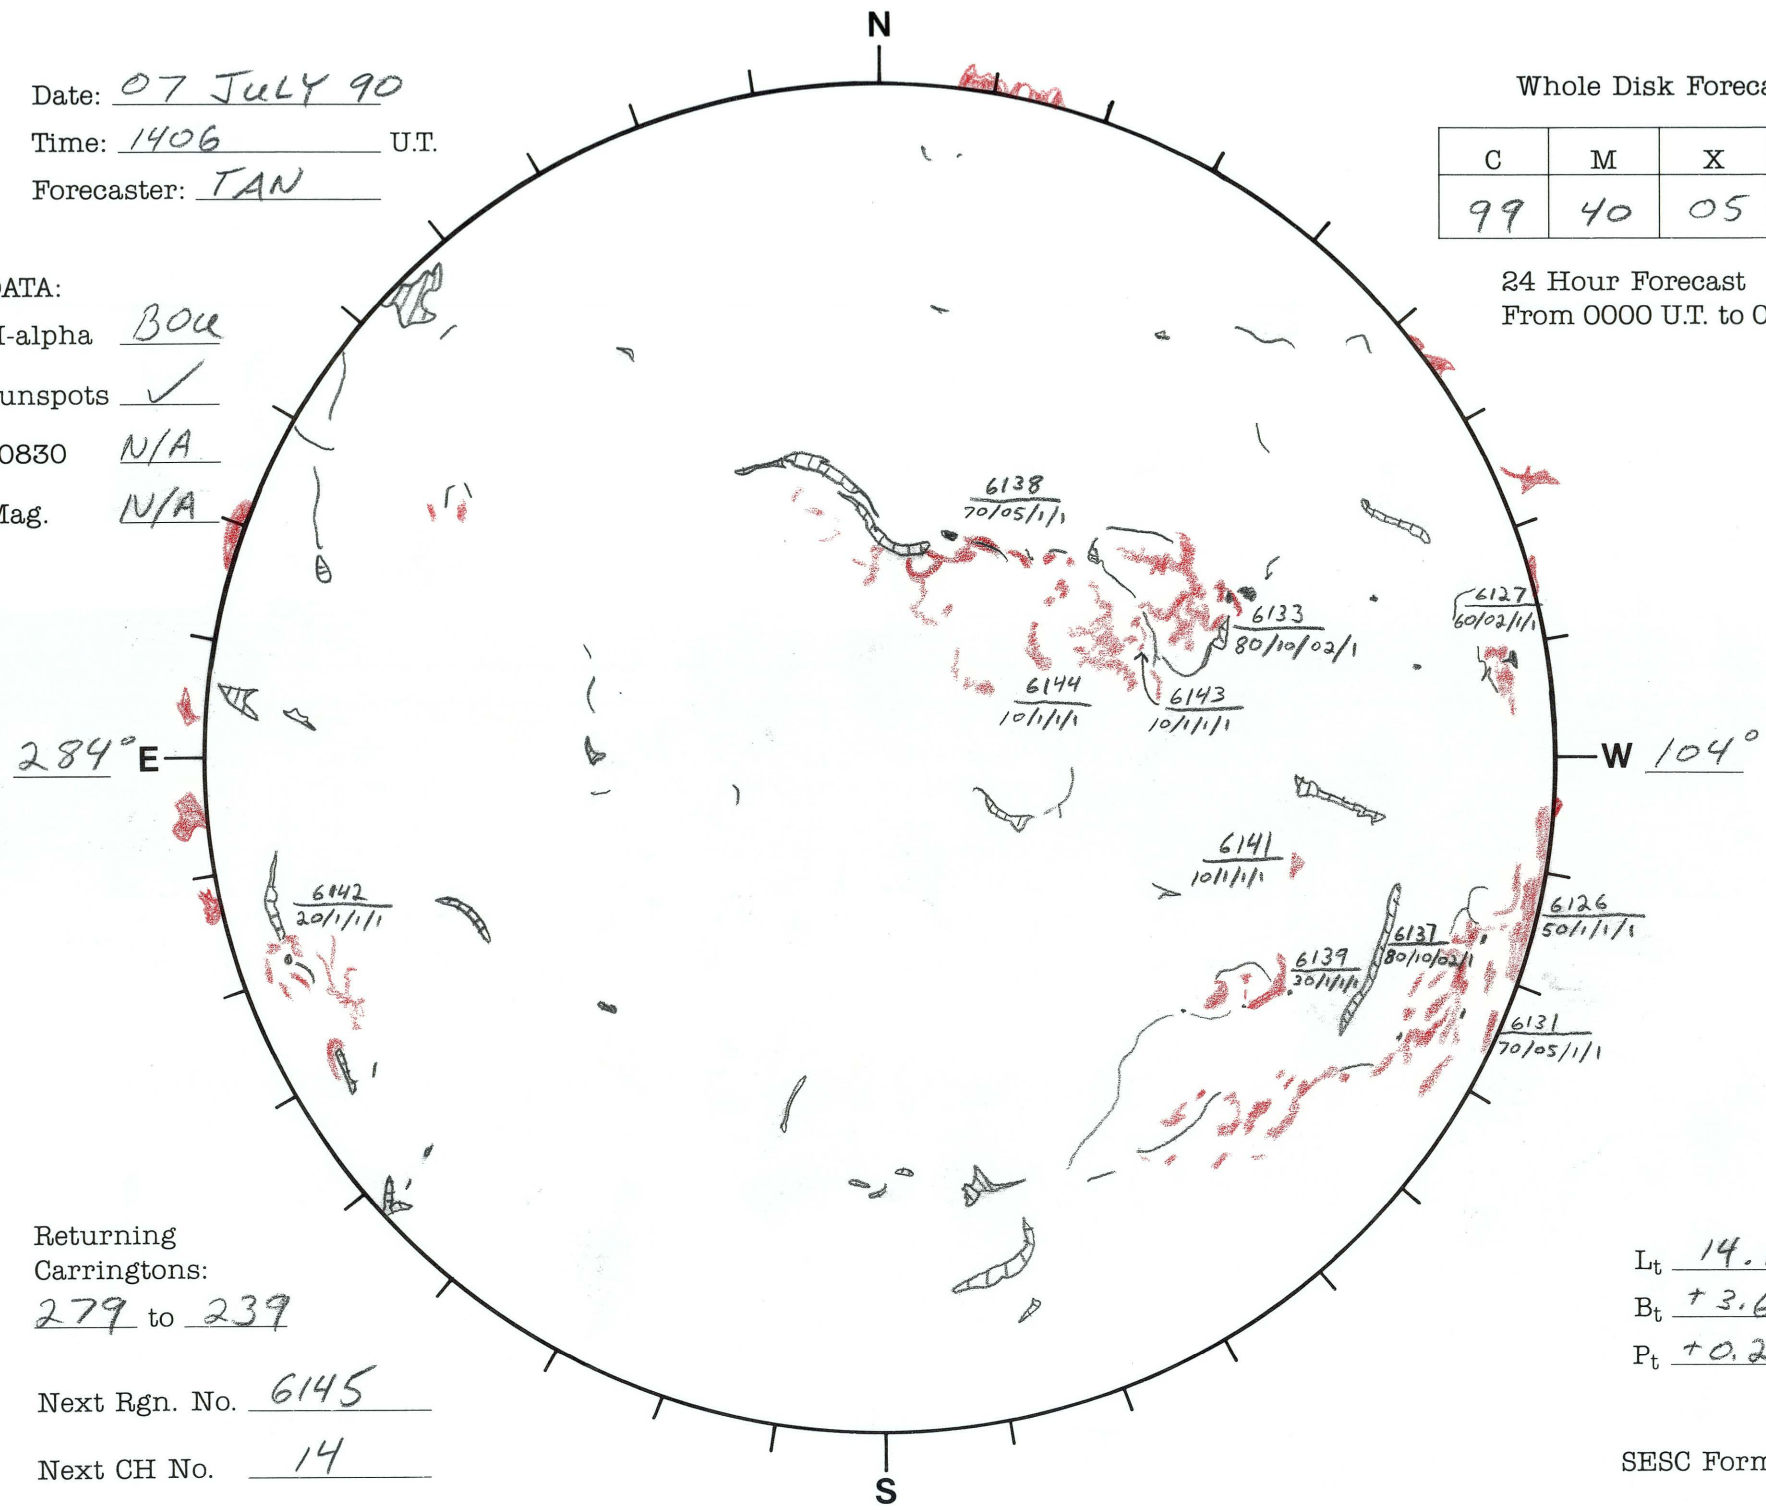 N
Date: 07 JULY 90
Time: 1406 U.T.
Forecaster: TAN
Whole Disk Foreca
C M X
99 40 05
24 Hour Forecast
From 0000 U.T. to 0
DATA:
H-alpha BOU
unspots ✓
0830 N/A
Mag. N/A
6138
70/05/1/1
6127
60/02/1/1
6133
80/10/02/1
6144
10/1/1/1
6143
10/1/1/1
284° E
W 104°
6141
10/1/1/1
6142
20/1/1/1
6126
50/1/1/1
6137
80/10/02/1
6139
30/1/1/1
6131
70/05/1/1
Returning
Carringtons:
279 to 239
Next Rgn. No. 6145
Next CH No. 14
Lt 14.
Bt +3.6
Pt +0.2
SESC Form
S